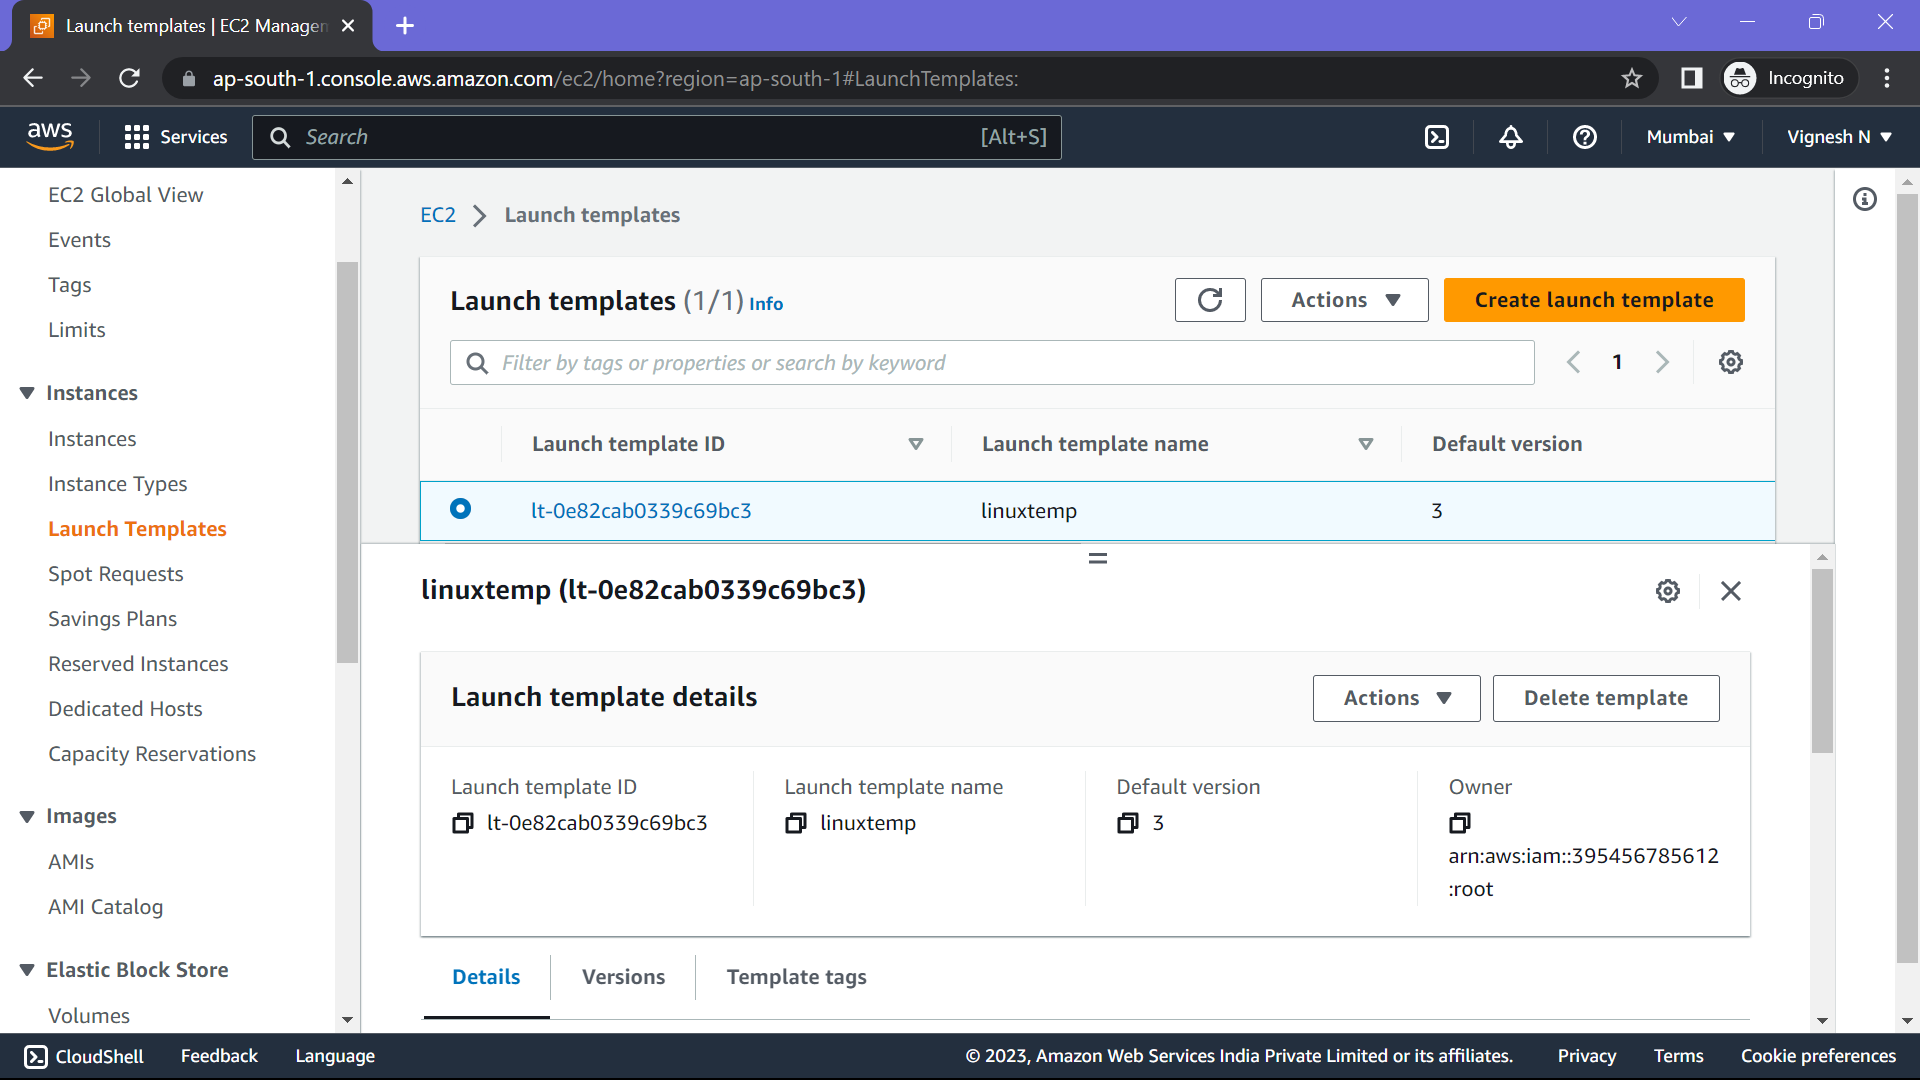 Launch templates | EC2 Manager
ap-south-1.console.aws.amazon.com/ec2/home?region=ap-south-1#LaunchTemplates:
Incognito
aws
Services
Search
[Alt+S]
Mumbai
Vignesh N
EC2 Global View
Events
Tags
Limits
Instances
Instances
Instance Types
Launch Templates
Spot Requests
Savings Plans
Reserved Instances
Dedicated Hosts
Capacity Reservations
Images
AMIs
AMI Catalog
Elastic Block Store
Volumes
EC2
Launch templates
Launch templates (1/1) Info
Actions
Create launch template
Filter by tags or properties or search by keyword
1
Launch template ID
Launch template name
Default version
lt-0e82cab0339c69bc3
linuxtemp
3
linuxtemp (lt-0e82cab0339c69bc3)
Launch template details
Actions
Delete template
Launch template ID
lt-0e82cab0339c69bc3
Launch template name
linuxtemp
Default version
3
Owner
arn:aws:iam::395456785612
:root
Details
Versions
Template tags
CloudShell
Feedback
Language
© 2023, Amazon Web Services India Private Limited or its affiliates.
Privacy
Terms
Cookie preferences